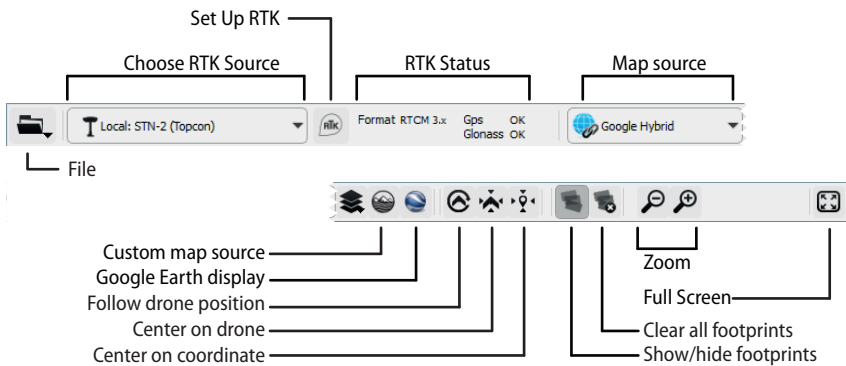 Set Up RTK
Choose RTK Source
RTK Status
Map source
Local: STN-2 (Topcon)
RTK
Format RTCM 3.x
Gps OK
Glonass OK
Google Hybrid
File
Custom map source
Google Earth display
Follow drone position
Center on drone
Center on coordinate
Zoom
Full Screen
Clear all footprints
Show/hide footprints